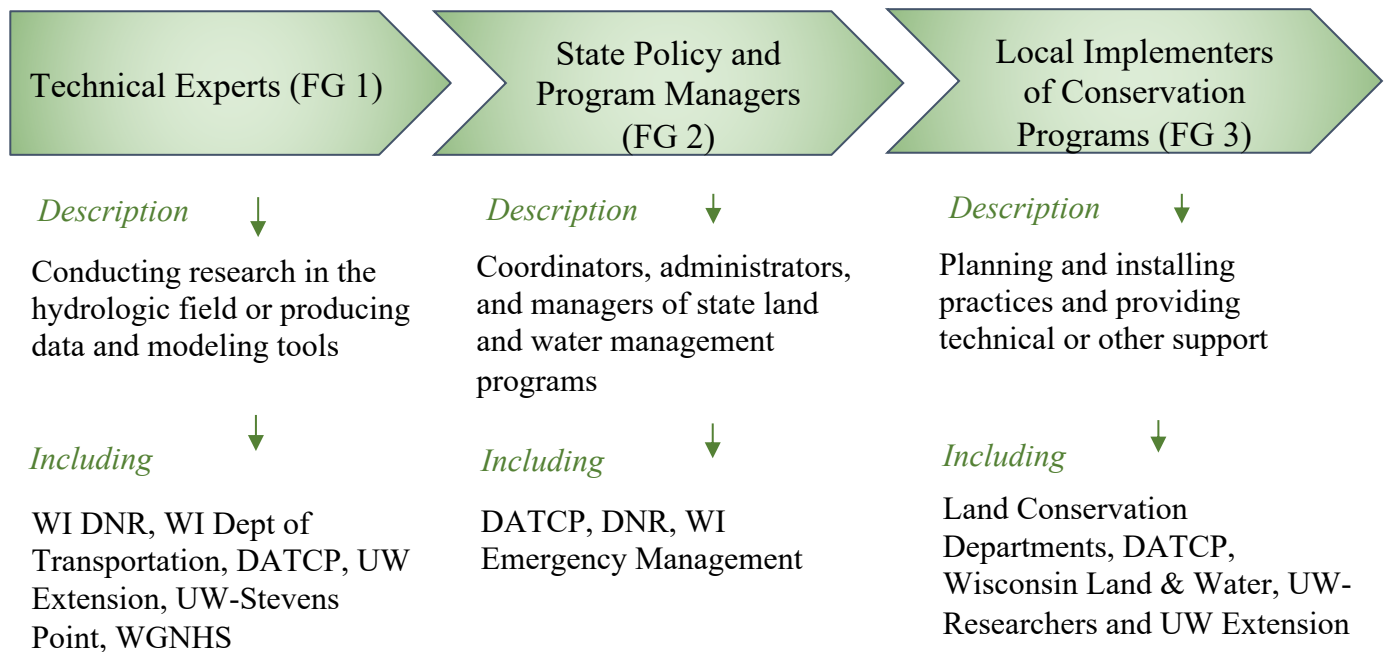 Technical Experts (FG 1)
Description
Conducting research in the
hydrologic field or producing
data and modeling tools
Including
WI DNR, WI Dept of
Transportation, DATCP, UW
Extension, UW-Stevens
Point, WGNHS
State Policy and
Program Managers
(FG 2)
Description
Coordinators, administrators,
and managers of state land
and water management
programs
Including
DATCP, DNR, WI
Emergency Management
Local Implementers
of Conservation
Programs (FG 3)
Description
Planning and installing
practices and providing
technical or other support
Including
Land Conservation
Departments, DATCP,
Wisconsin Land & Water, UW-
Researchers and UW Extension